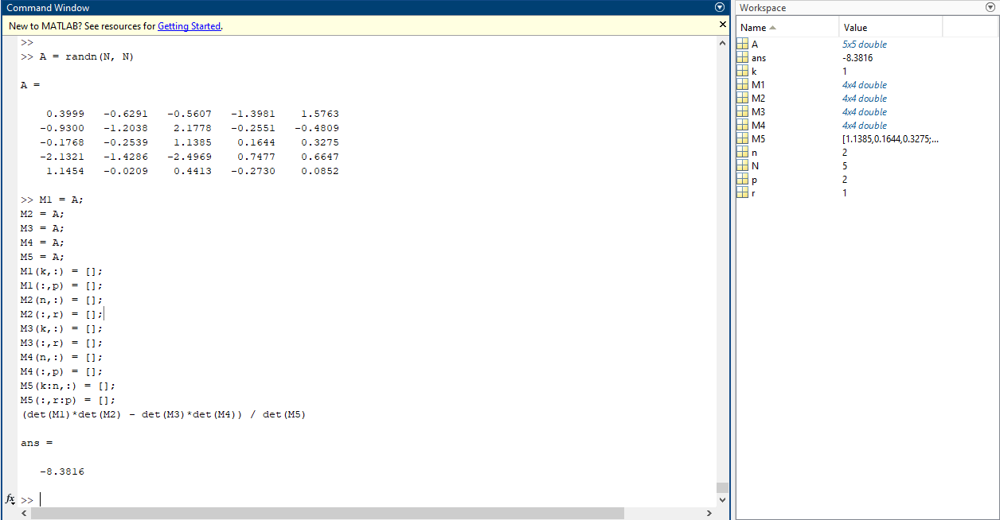 Command Window
New to MATLAB? See resources for Getting Started.
>>
>> A = randn(N, N)
A =
0.3999 -0.6291 -0.5607 -1.3981 1.5763
-0.9300 -1.2038 2.1778 -0.2551 -0.4809
-0.1768 -0.2539 1.1385 0.1644 0.3275
-2.1321 -1.4286 -2.4969 0.7477 0.6647
1.1454 -0.0209 0.4413 -0.2730 0.0852
>> M1 = A;
M2 = A;
M3 = A;
M4 = A;
M5 = A;
M1(k,:) = [];
M1(:,p) = [];
M2(n,:) = [];
M2(:,r) = [];
M3(k,:) = [];
M3(:,r) = [];
M4(n,:) = [];
M4(:,p) = [];
M5(k:n,:) = [];
M5(:,r:p) = [];
(det(M1)*det(M2) - det(M3)*det(M4)) / det(M5)
ans =
-8.3816
fx >>
Workspace
Name Value
A 5x5 double
ans -8.3816
k 1
M1 4x4 double
M2 4x4 double
M3 4x4 double
M4 4x4 double
M5 [1.1385,0.1644,0.3275;...
n 2
N 5
p 2
r 1